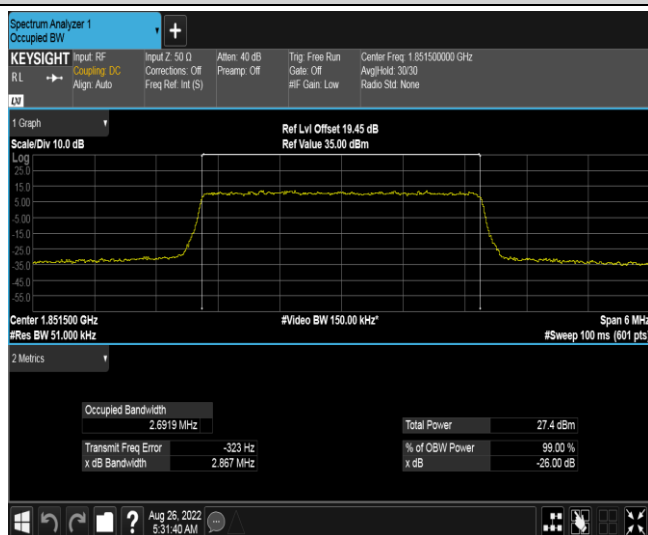 Spectrum Analyzer 1
Occupied BW
KEYSIGHT
Input: RF
Coupling: DC
Align: Auto
Input Z: 50 Ω
Corrections: Off
Freq Ref: Int (S)
Atten: 40 dB
Preamp: Off
Trig: Free Run
Gate: Off
#IF Gain: Low
Center Freq: 1.851500000 GHz
Avg|Hold: 30/30
Radio Std: None
R L
LXI
1 Graph
Scale/Div 10.0 dB
Ref Lvl Offset 19.45 dB
Ref Value 35.00 dBm
Log
25.0
15.0
5.00
-5.00
-15.0
-25.0
-35.0
-45.0
-55.0
Center 1.851500 GHz
#Res BW 51.000 kHz
#Video BW 150.00 kHz*
Span 6 MHz
#Sweep 100 ms (601 pts)
2 Metrics
Occupied Bandwidth
2.6919 MHz
Transmit Freq Error -323 Hz
x dB Bandwidth 2.867 MHz
Total Power 27.4 dBm
% of OBW Power 99.00 %
x dB -26.00 dB
Aug 26, 2022
5:31:40 AM